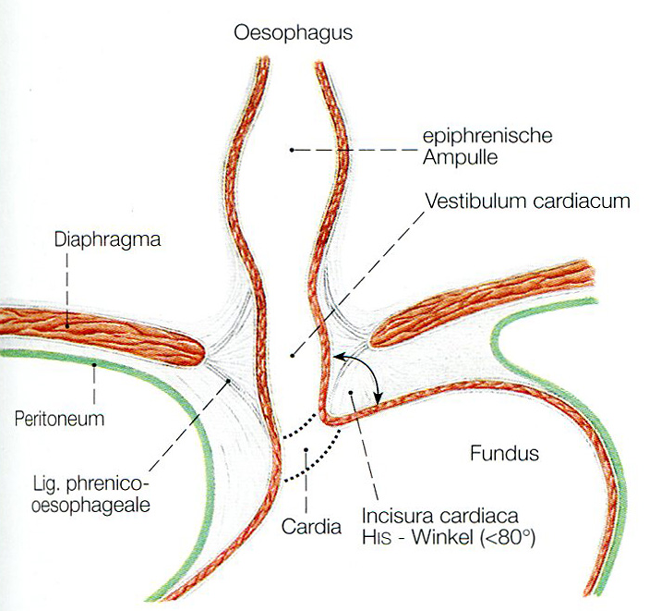 Oesophagus
epiphrenische
Ampulle
Vestibulum cardiacum
Diaphragma
Peritoneum
Fundus
Lig. phrenico-
oesophageale
Cardia
Incisura cardiaca
HIS - Winkel (<80°)